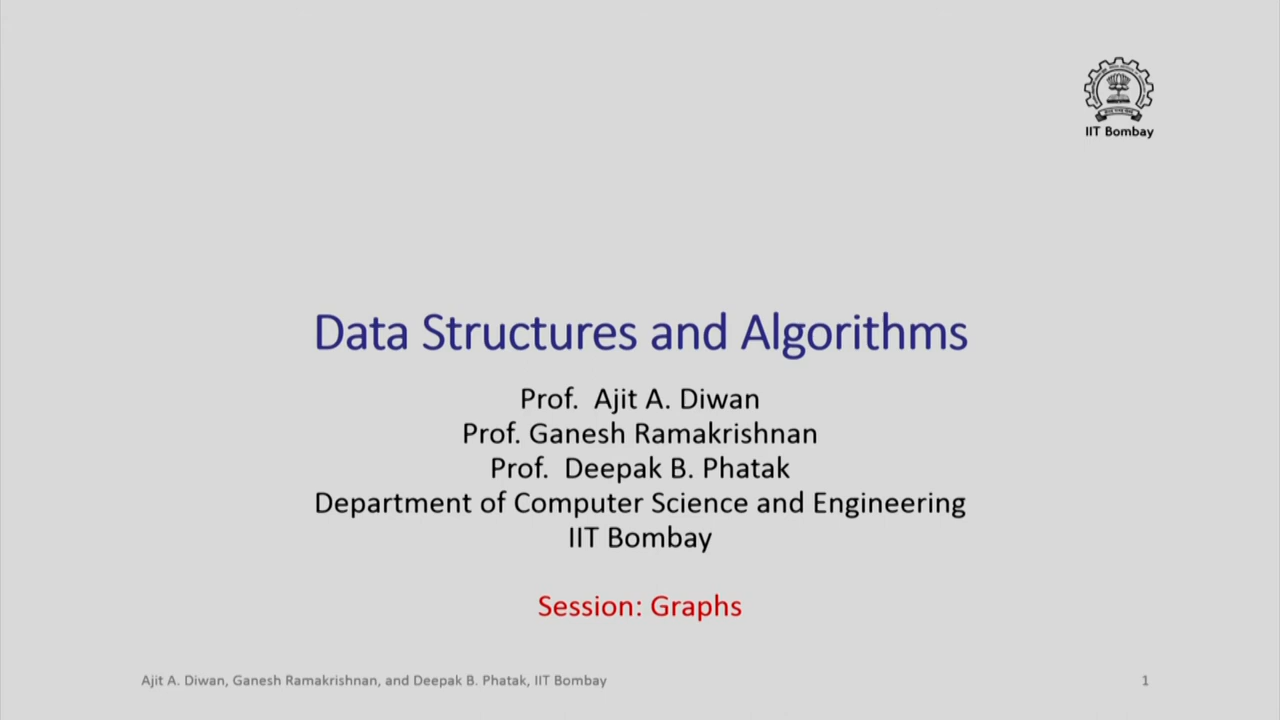 IIT Bombay
Data Structures and Algorithms
Prof. Ajit A. Diwan
Prof. Ganesh Ramakrishnan
Prof. Deepak B. Phatak
Department of Computer Science and Engineering
IIT Bombay
Session: Graphs
Ajit A. Diwan, Ganesh Ramakrishnan, and Deepak B. Phatak, IIT Bombay
1